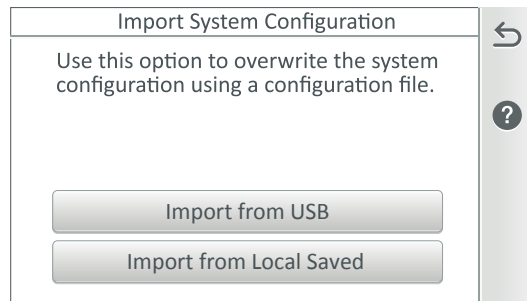 Import System Configuration
Use this option to overwrite the system
configuration using a configuration file.
?
Import from USB
Import from Local Saved